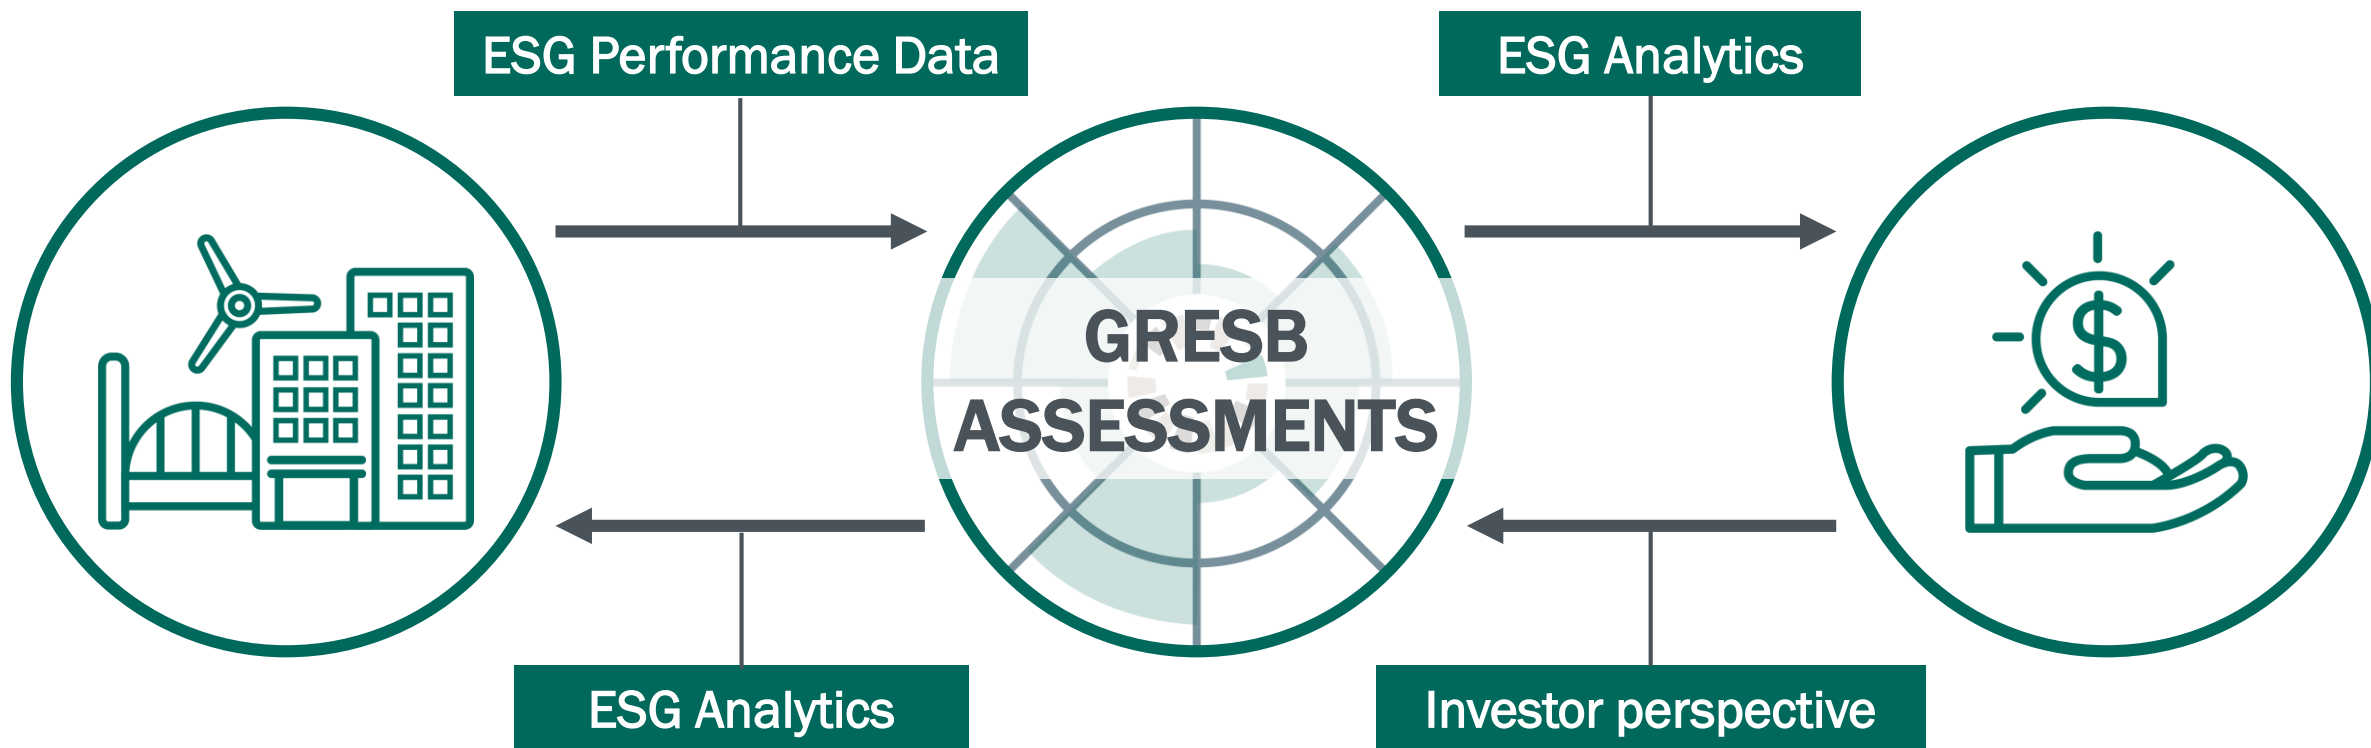 ESG Performance Data
ESG Analytics
GRESB
ASSESSMENTS
ESG Analytics
Investor perspective